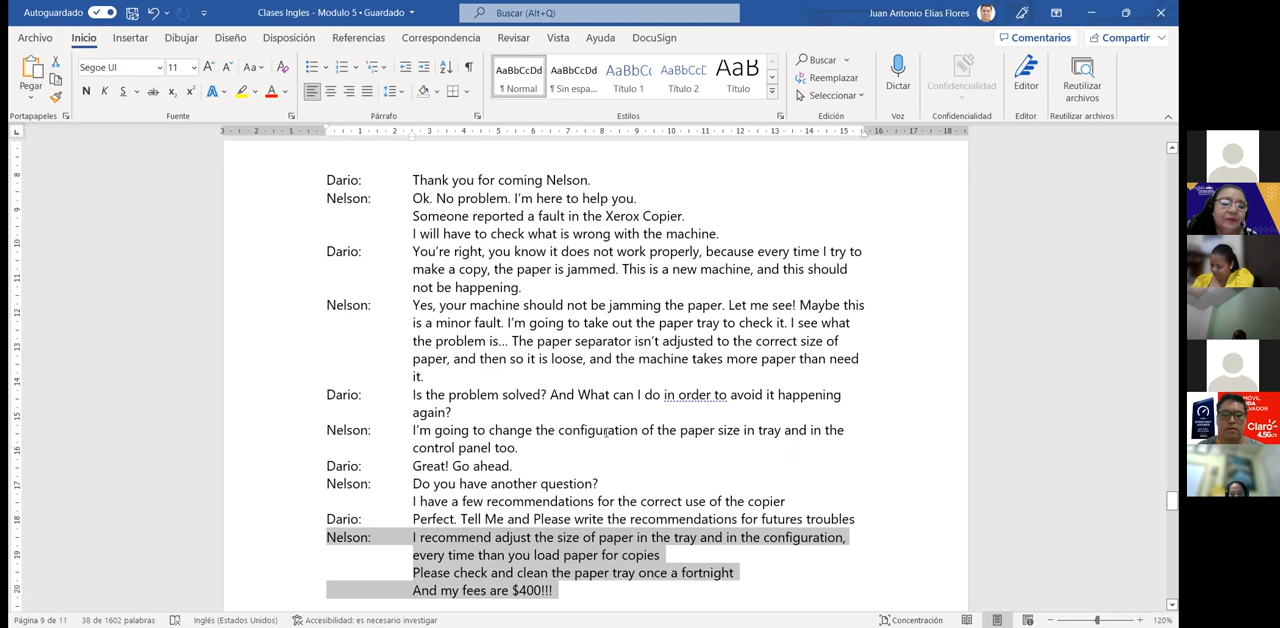 Autoguardado
Clases Ingles - Modulo 5 • Guardado
Buscar (Alt+Q)
Juan Antonio Elias Flores
Archivo Inicio Insertar Dibujar Diseño Disposición Referencias Correspondencia Revisar Vista Ayuda DocuSign
Comentarios Compartir
Segoe UI 11
Pegar
N K S ab x₂ x²
AaBbCcDd AaBbCcDd AaBbCc AaBbCcD AaB
¶ Normal ¶ Sin espa... Título 1 Título 2 Título
Buscar
Reemplazar
Seleccionar
Dictar
Confidencialidad
Editor
Reutilizar archivos
Portapapeles Fuente Párrafo Estilos Edición Voz Confidencialidad Editor Reutilizar archivos
Dario: Thank you for coming Nelson.
Nelson: Ok. No problem. I'm here to help you.
Someone reported a fault in the Xerox Copier.
I will have to check what is wrong with the machine.
Dario: You're right, you know it does not work properly, because every time I try to
make a copy, the paper is jammed. This is a new machine, and this should
not be happening.
Nelson: Yes, your machine should not be jamming the paper. Let me see! Maybe this
is a minor fault. I'm going to take out the paper tray to check it. I see what
the problem is... The paper separator isn't adjusted to the correct size of
paper, and then so it is loose, and the machine takes more paper than need
it.
Dario: Is the problem solved? And What can I do in order to avoid it happening
again?
Nelson: I'm going to change the configuration of the paper size in tray and in the
control panel too.
Dario: Great! Go ahead.
Nelson: Do you have another question?
I have a few recommendations for the correct use of the copier
Dario: Perfect. Tell Me and Please write the recommendations for futures troubles
Nelson: I recommend adjust the size of paper in the tray and in the configuration,
every time than you load paper for copies
Please check and clean the paper tray once a fortnight
And my fees are $400!!!
Página 9 de 11 38 de 1602 palabras Inglés (Estados Unidos) Accesibilidad: es necesario investigar
Concentración 120%
Claro
4.5G